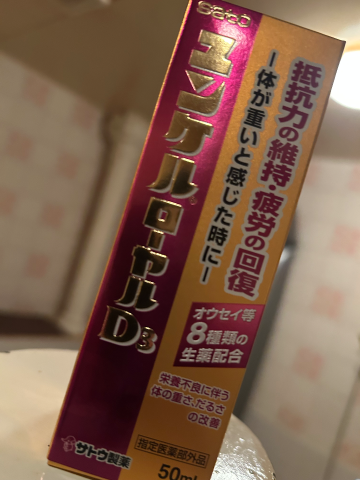 Sato
ユンケルローヤルD3
抵抗力の維持・疲労の回復
ー体が重いと感じた時にー
オウセイ等
8種類の
生薬配合
栄養不良に伴う
体の重さ、だるさ
の改善
指定医薬部外品
サトウ製薬
50ml